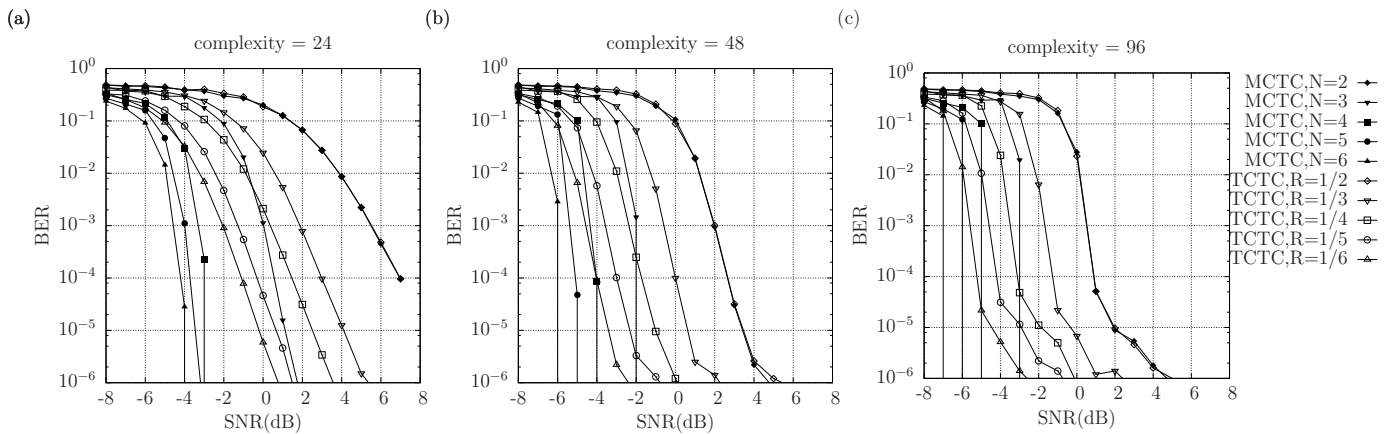 (a)
complexity = 24
BER
10^0
10^-1
10^-2
10^-3
10^-4
10^-5
10^-6
-8 -6 -4 -2 0 2 4 6 8
SNR(dB)
(b)
complexity = 48
BER
10^0
10^-1
10^-2
10^-3
10^-4
10^-5
10^-6
-8 -6 -4 -2 0 2 4 6 8
SNR(dB)
(c)
complexity = 96
BER
10^0
10^-1
10^-2
10^-3
10^-4
10^-5
10^-6
-8 -6 -4 -2 0 2 4 6 8
SNR(dB)
MCTC,N=2
MCTC,N=3
MCTC,N=4
MCTC,N=5
MCTC,N=6
TCTC,R=1/2
TCTC,R=1/3
TCTC,R=1/4
TCTC,R=1/5
TCTC,R=1/6